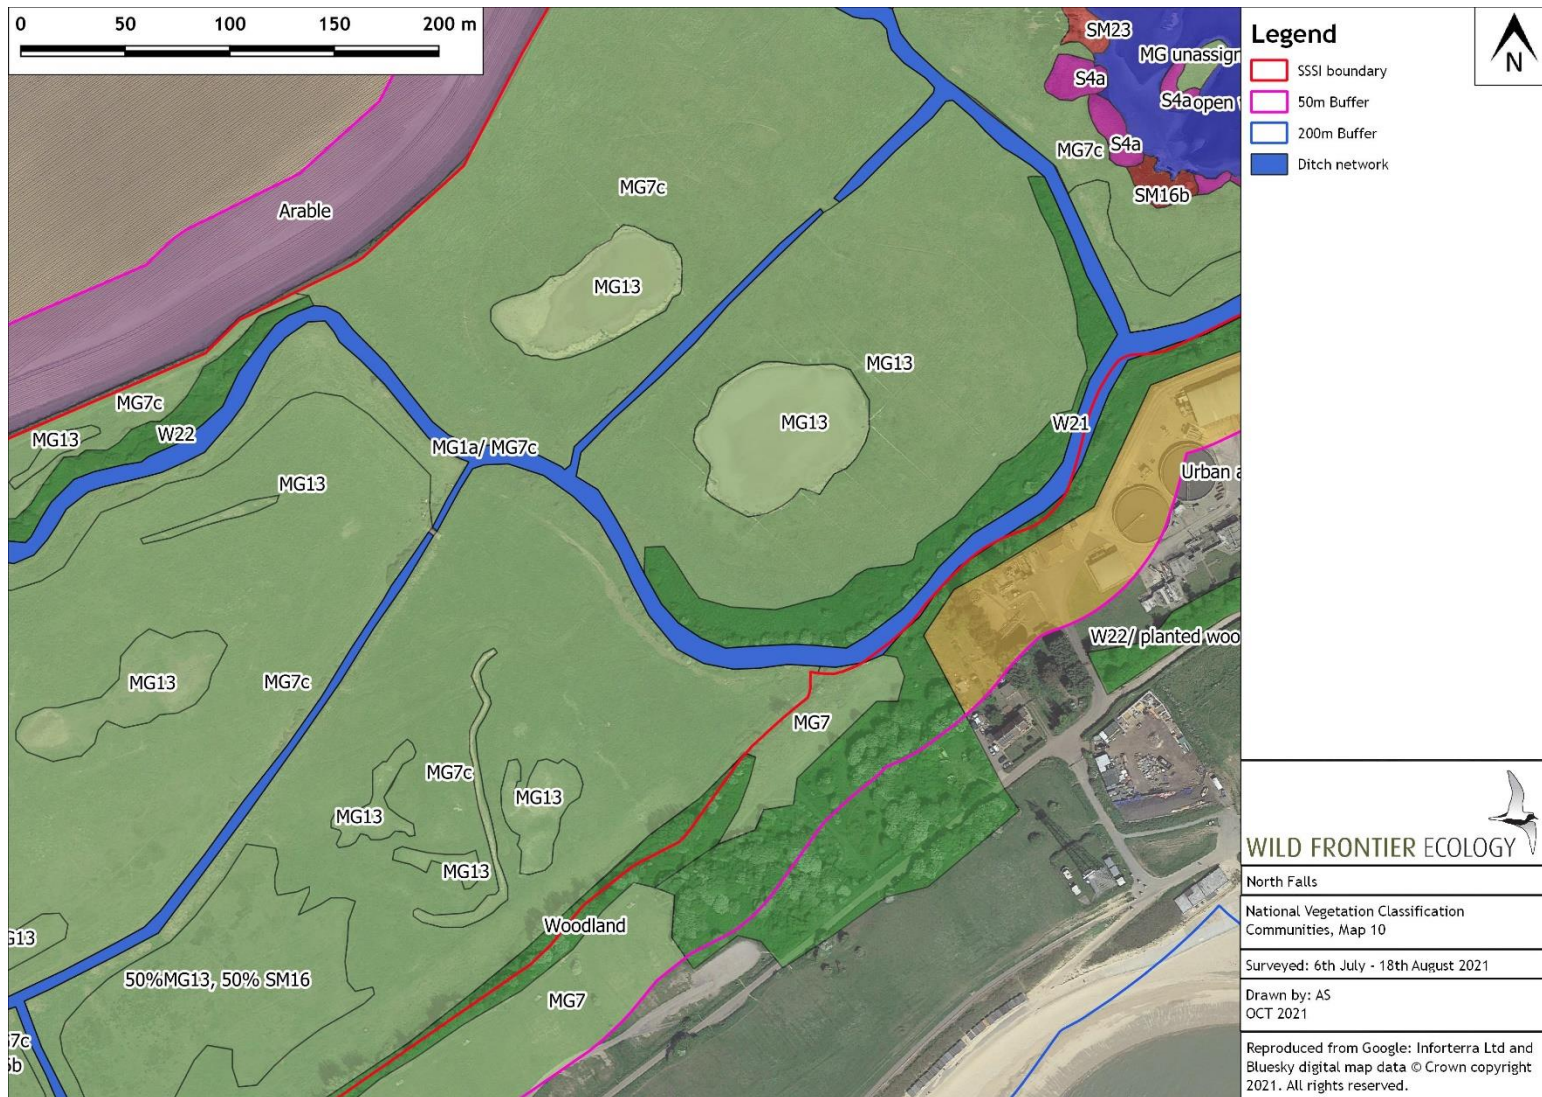 0 50 100 150 200 m
SM23
MG unassign
S4a
S4a
open
S4a
MG7c
SM16b
MG7c
Arable
MG13
MG13
MG13
MG7c
W22
MG13
MG1a/ MG7c
MG13
W21
Urban a
W22/ planted woo
MG13
MG7c
MG7
MG7c
MG13
MG13
MG13
Woodland
50%MG13, 50% SM16
MG7
G13
7c
6b
Legend
SSSI boundary
50m Buffer
200m Buffer
Ditch network
N
WILD FRONTIER ECOLOGY
North Falls
National Vegetation Classification
Communities, Map 10
Surveyed: 6th July - 18th August 2021
Drawn by: AS
OCT 2021
Reproduced from Google: Inforterra Ltd and
Bluesky digital map data © Crown copyright
2021. All rights reserved.